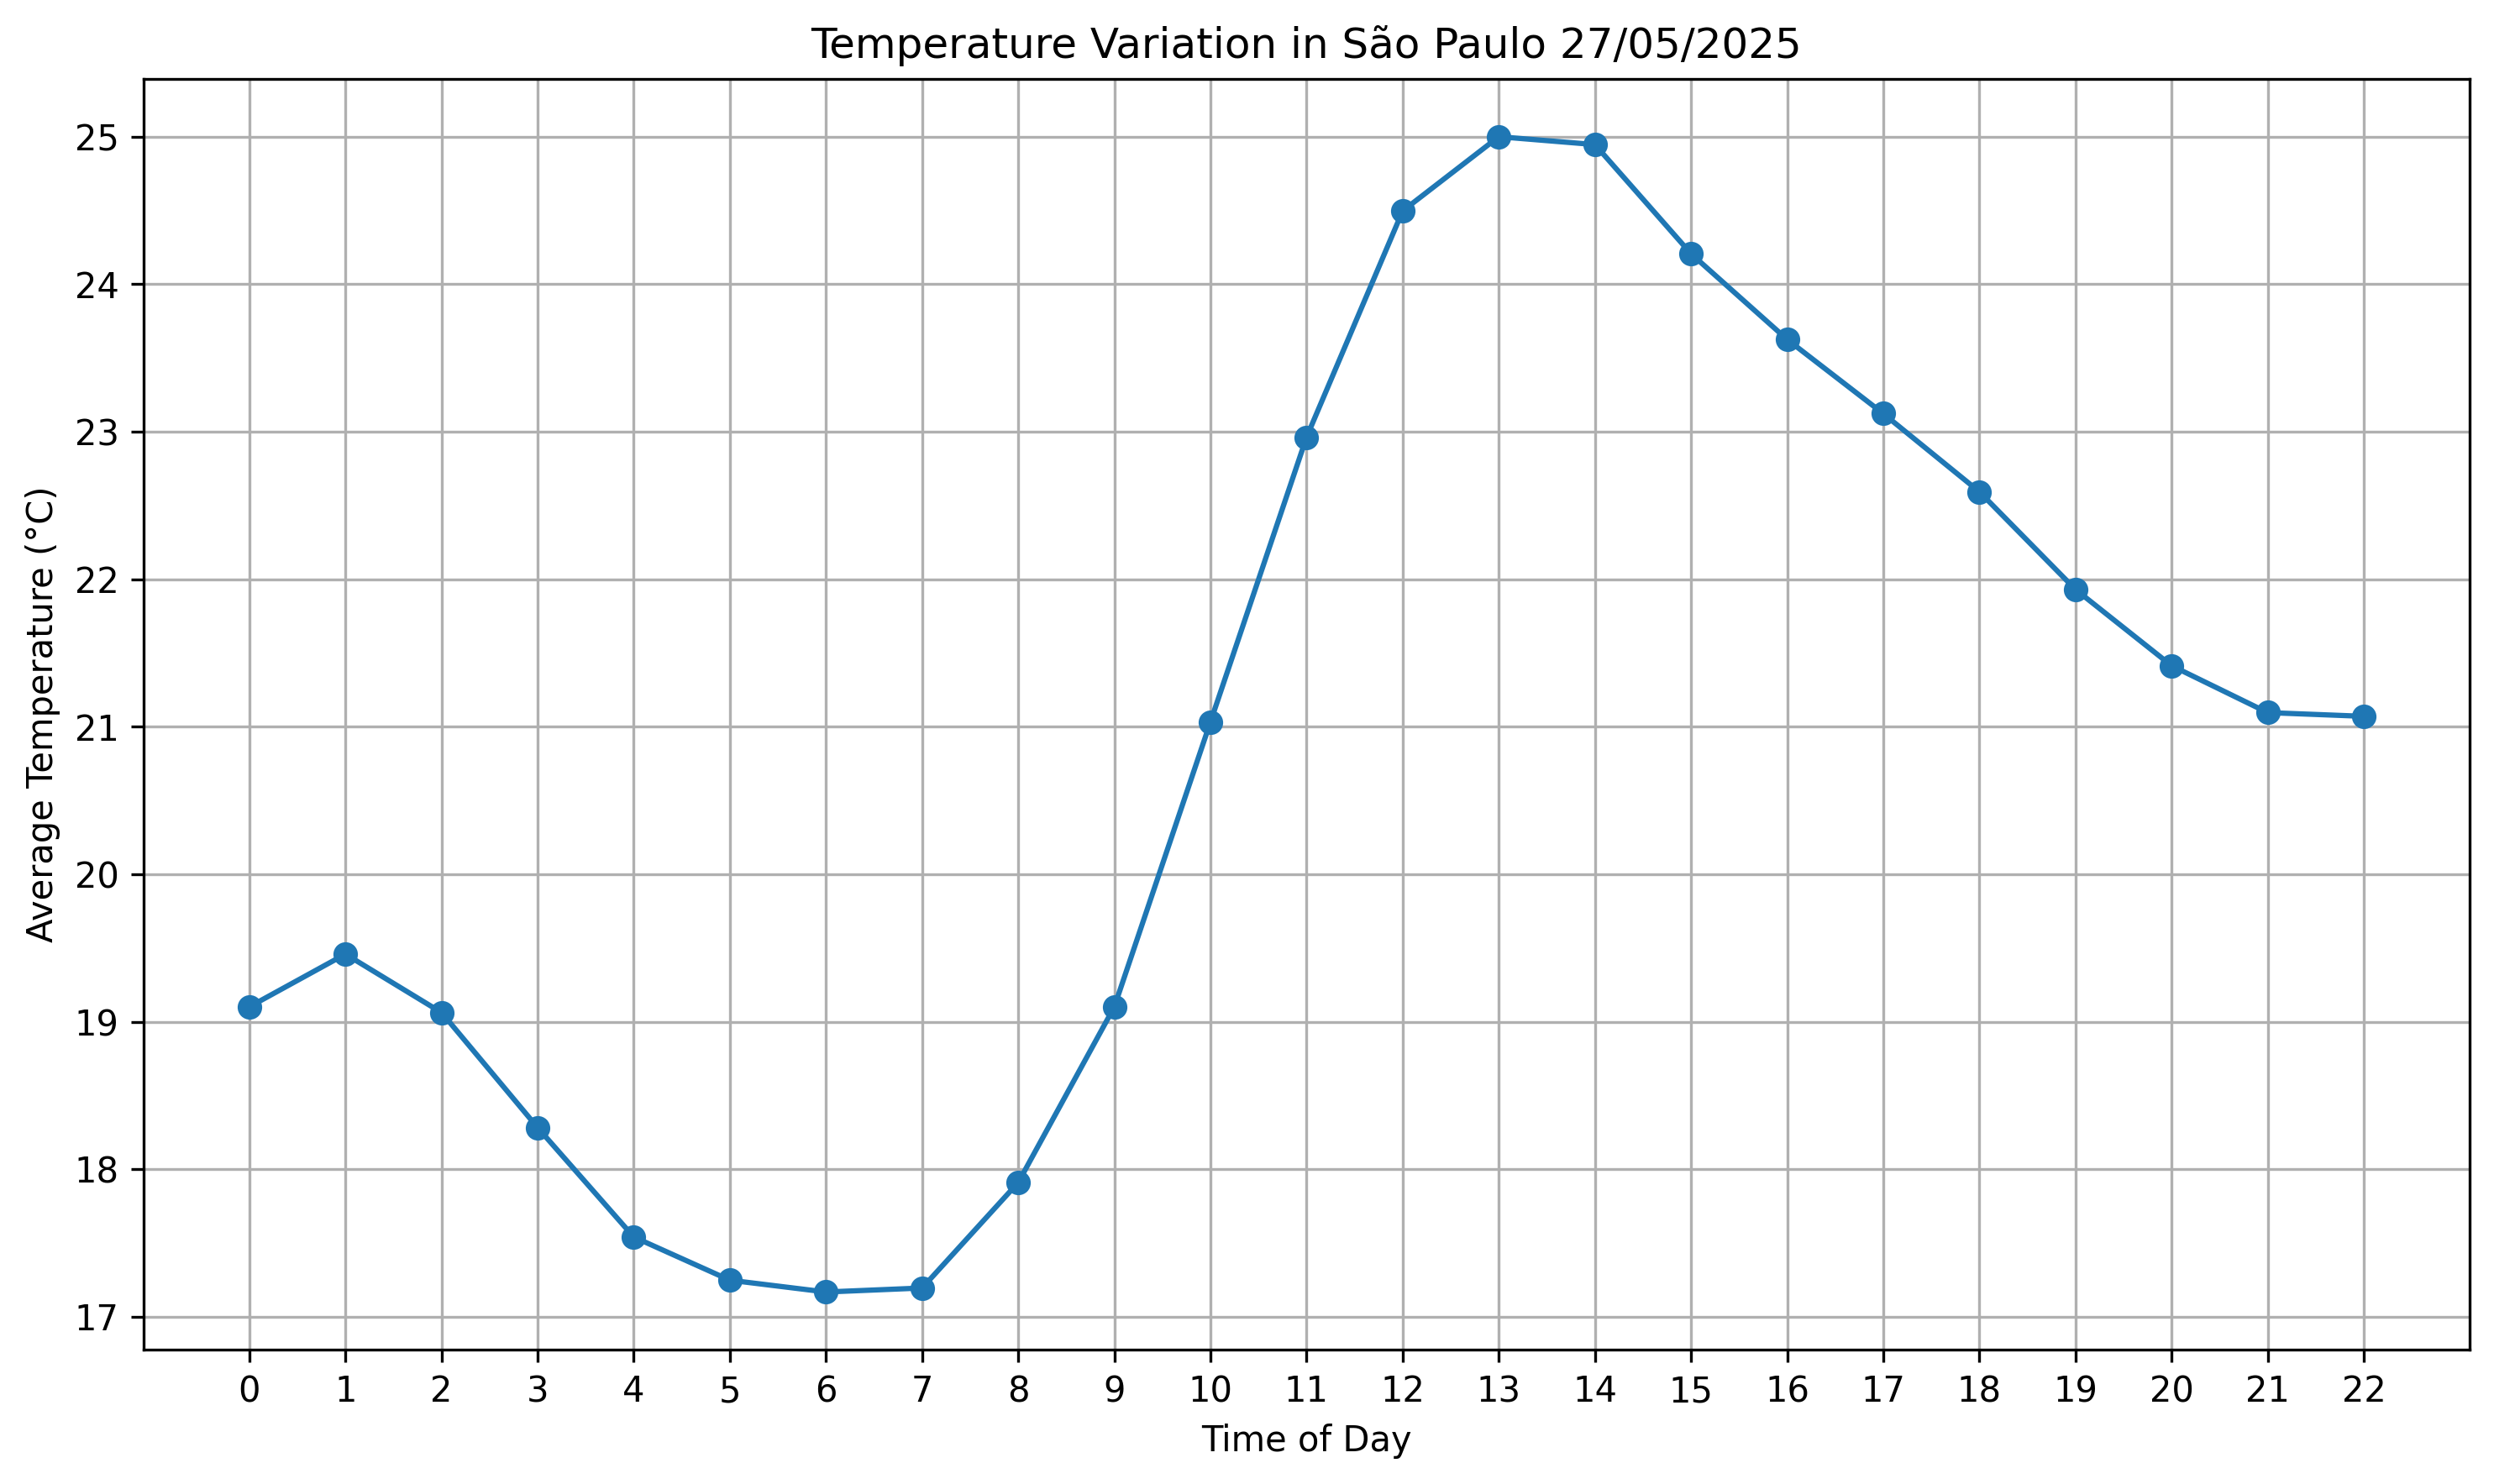 Temperature Variation in São Paulo 27/05/2025
25
24
23
22
21
20
19
18
17
Average Temperature (°C)
0 1 2 3 4 5 6 7 8 9 10 11 12 13 14 15 16 17 18 19 20 21 22
Time of Day